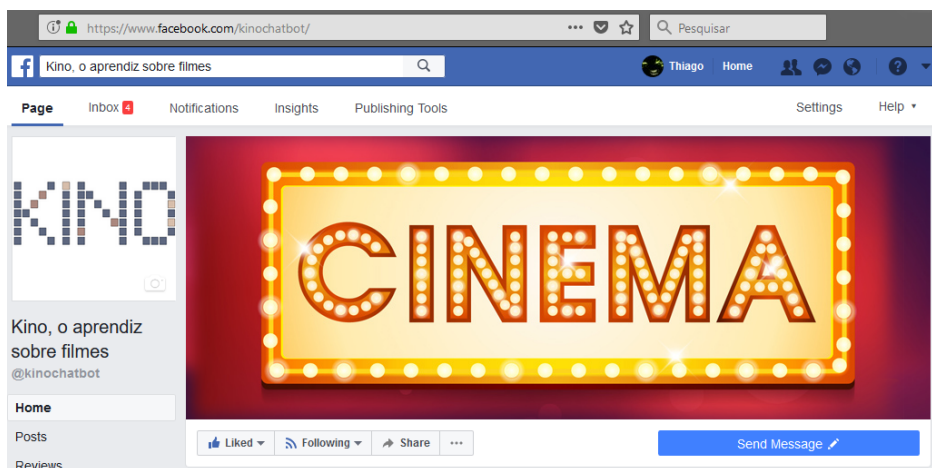 https://www.facebook.com/kinochatbot/ Pesquisar
f Kino, o aprendiz sobre filmes Thiago Home ?
Page Inbox 4 Notifications Insights Publishing Tools Settings Help
KINO
CINEMA
Kino, o aprendiz
sobre filmes
@kinochatbot
Home
Posts
Reviews
Liked Following Share Send Message